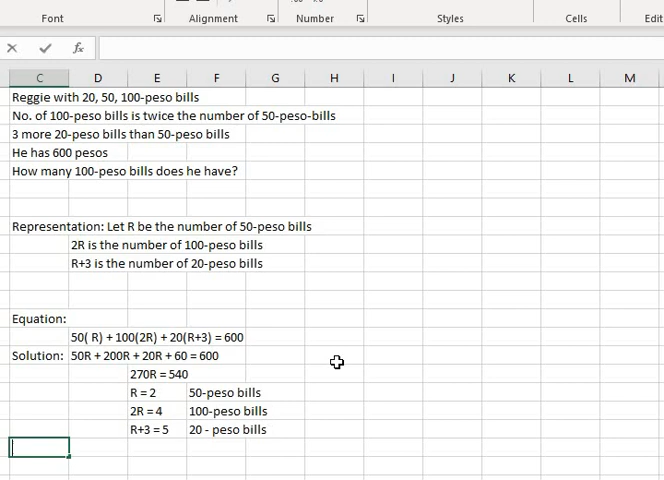 Font Alignment Number Styles Cells Edit
fx
C D E F G H I J K L M
Reggie with 20, 50, 100-peso bills
No. of 100-peso bills is twice the number of 50-peso-bills
3 more 20-peso bills than 50-peso bills
He has 600 pesos
How many 100-peso bills does he have?
Representation: Let R be the number of 50-peso bills
2R is the number of 100-peso bills
R+3 is the number of 20-peso bills
Equation:
50( R) + 100(2R) + 20(R+3) = 600
Solution: 50R + 200R + 20R + 60 = 600
270R = 540
R = 2 50-peso bills
2R = 4 100-peso bills
R+3 = 5 20 - peso bills